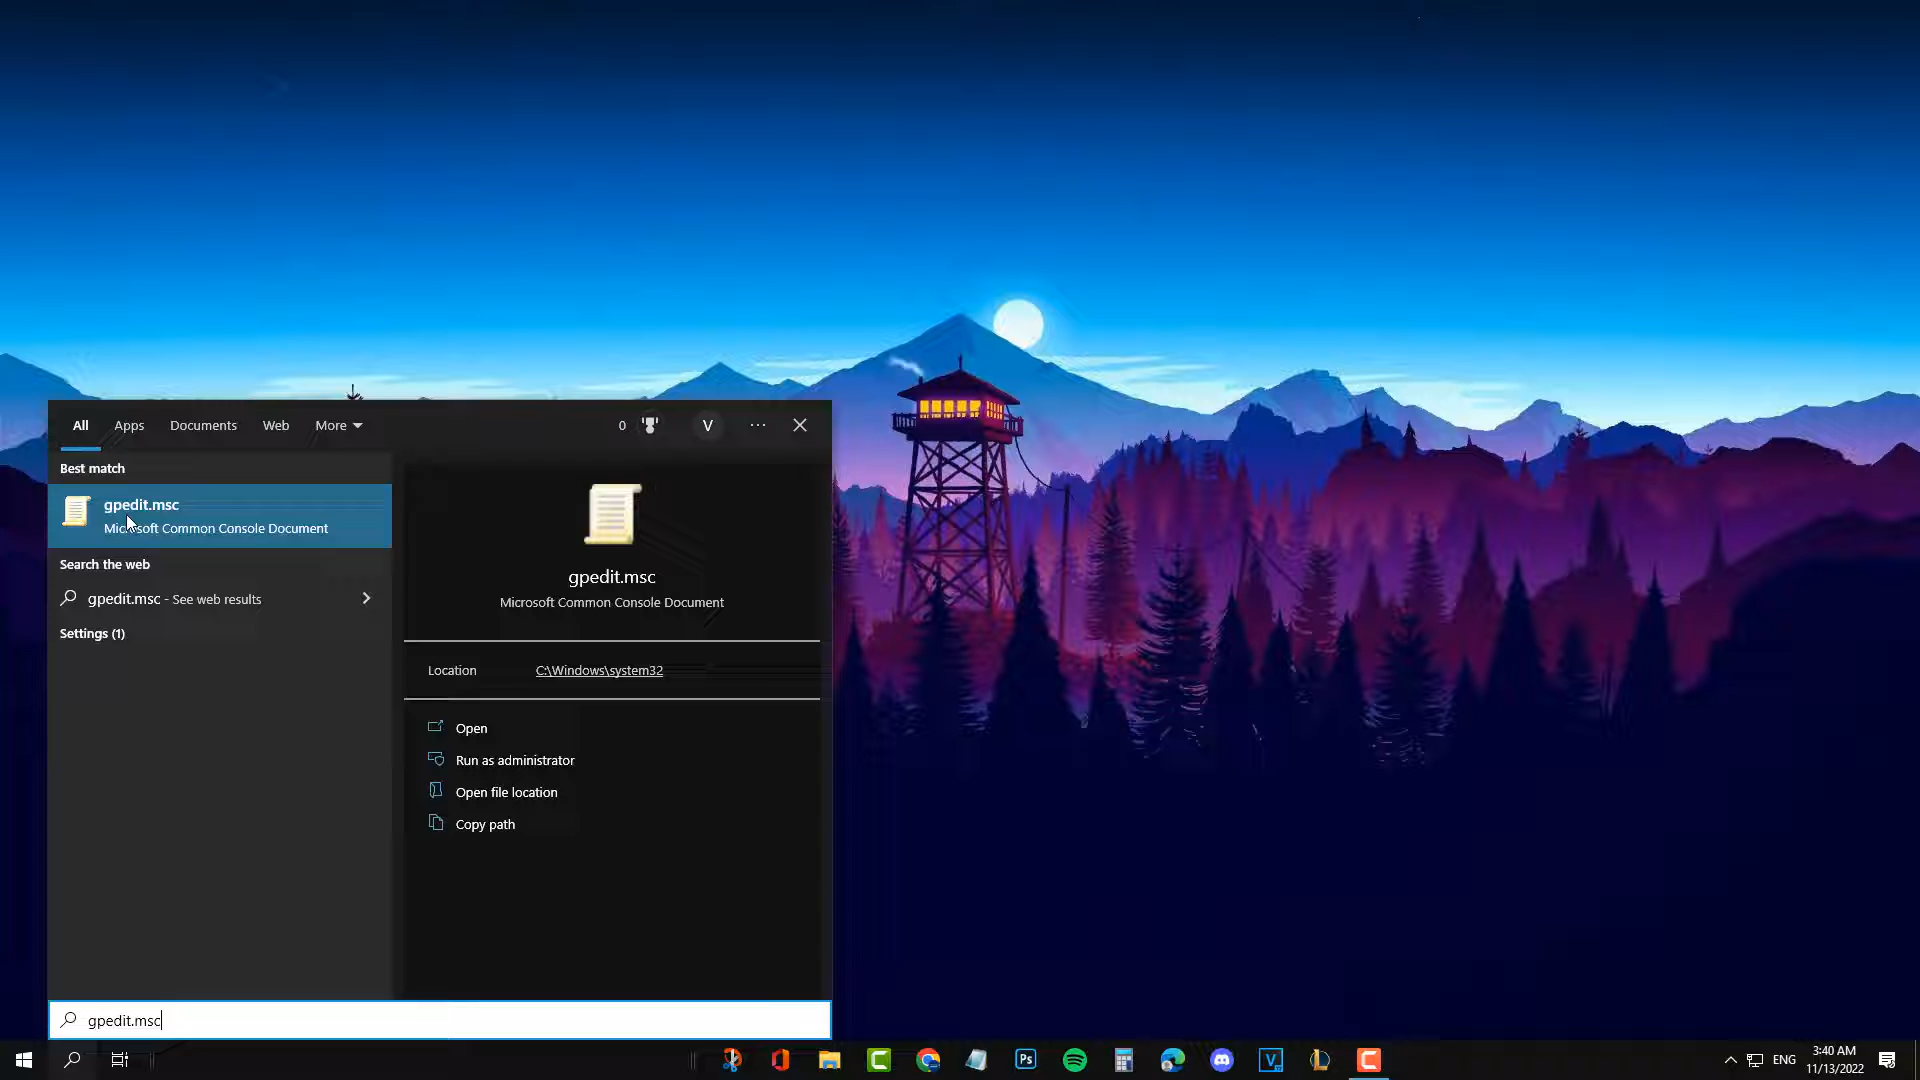 All Apps Documents Web More 0 V ...
Best match
gpedit.msc
Microsoft Common Console Document
Search the web
gpedit.msc - See web results
Settings (1)
gpedit.msc
Microsoft Common Console Document
Location C:\Windows\system32
Open
Run as administrator
Open file location
Copy path
gpedit.msc
Ps
V
ENG
3:40 AM
11/13/2022